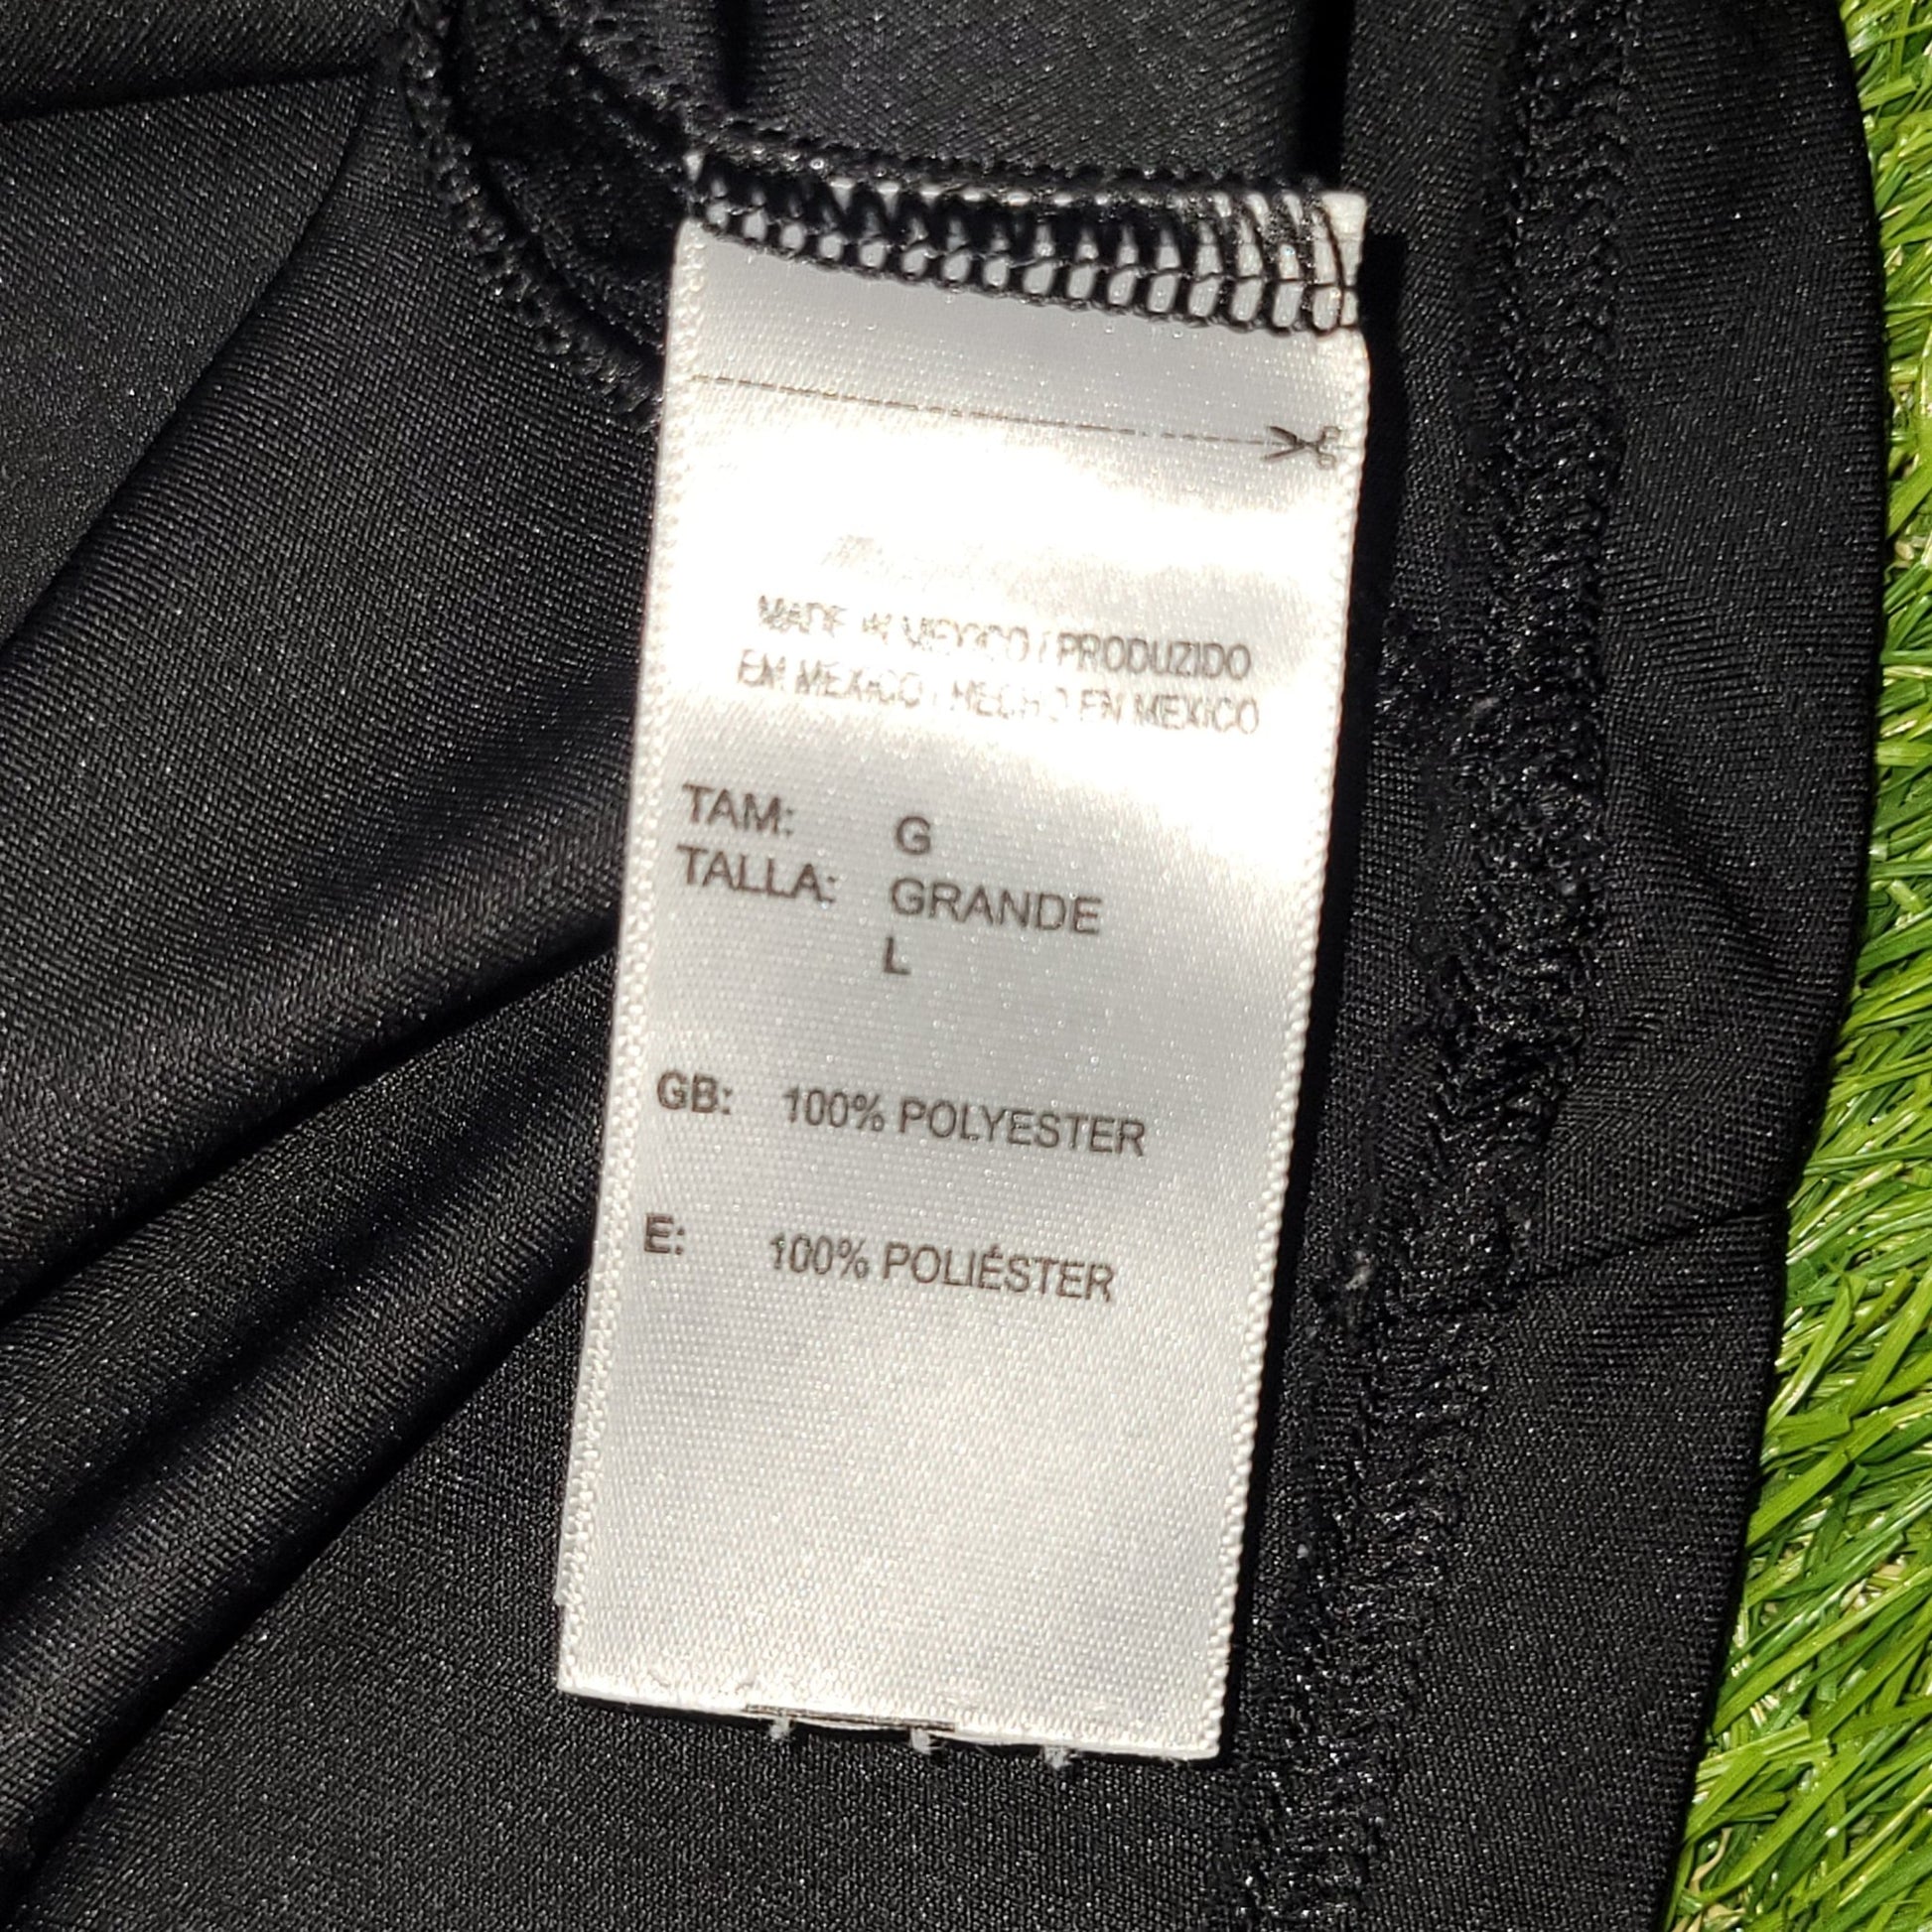 MADE IN MEXICO / PRODUZIDO
EM MEXICO / HECHO EN MEXICO
TAM: G
TALLA: GRANDE
L
GB: 100% POLYESTER
E: 100% POLIÉSTER